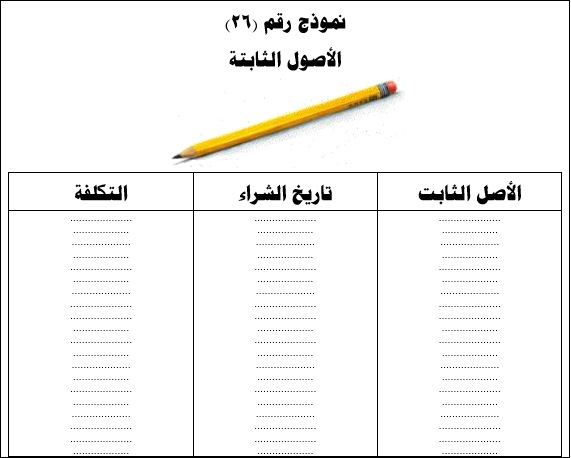 نموذج رقم (٢٦)
الأصول الثابتة
الأصل الثابت تاريخ الشراء التكلفة